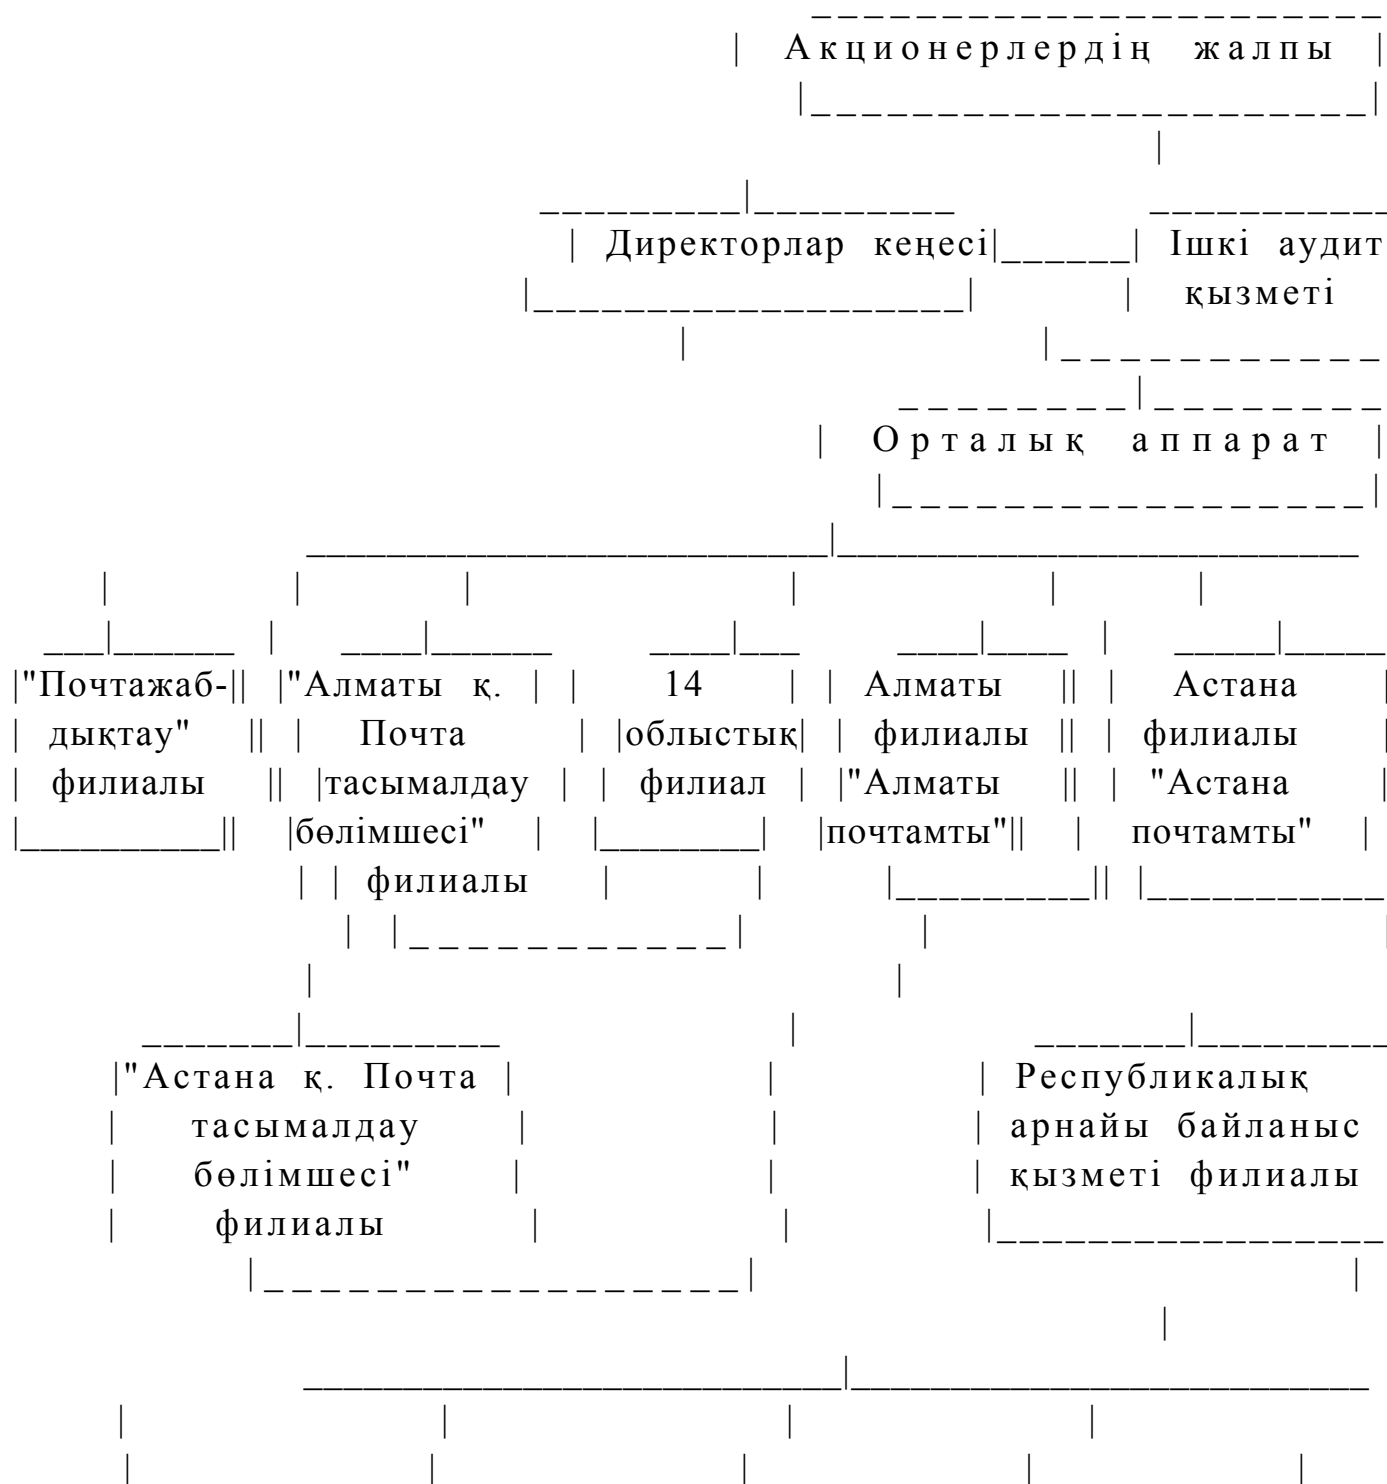 Акционерлердің жалпы
Директорлар кеңесі Ішкі аудит
қызметі
Орталық аппарат
"Почтажаб- "Алматы қ. 14 Алматы Астана
дықтау" Почта облыстық филиалы филиалы
филиалы тасымалдау филиал "Алматы "Астана
бөлімшесі" почтамты" почтамты"
филиалы
"Астана қ. Почта Республикалық
тасымалдау арнайы байланыс
бөлімшесі" қызметі филиалы
филиалы